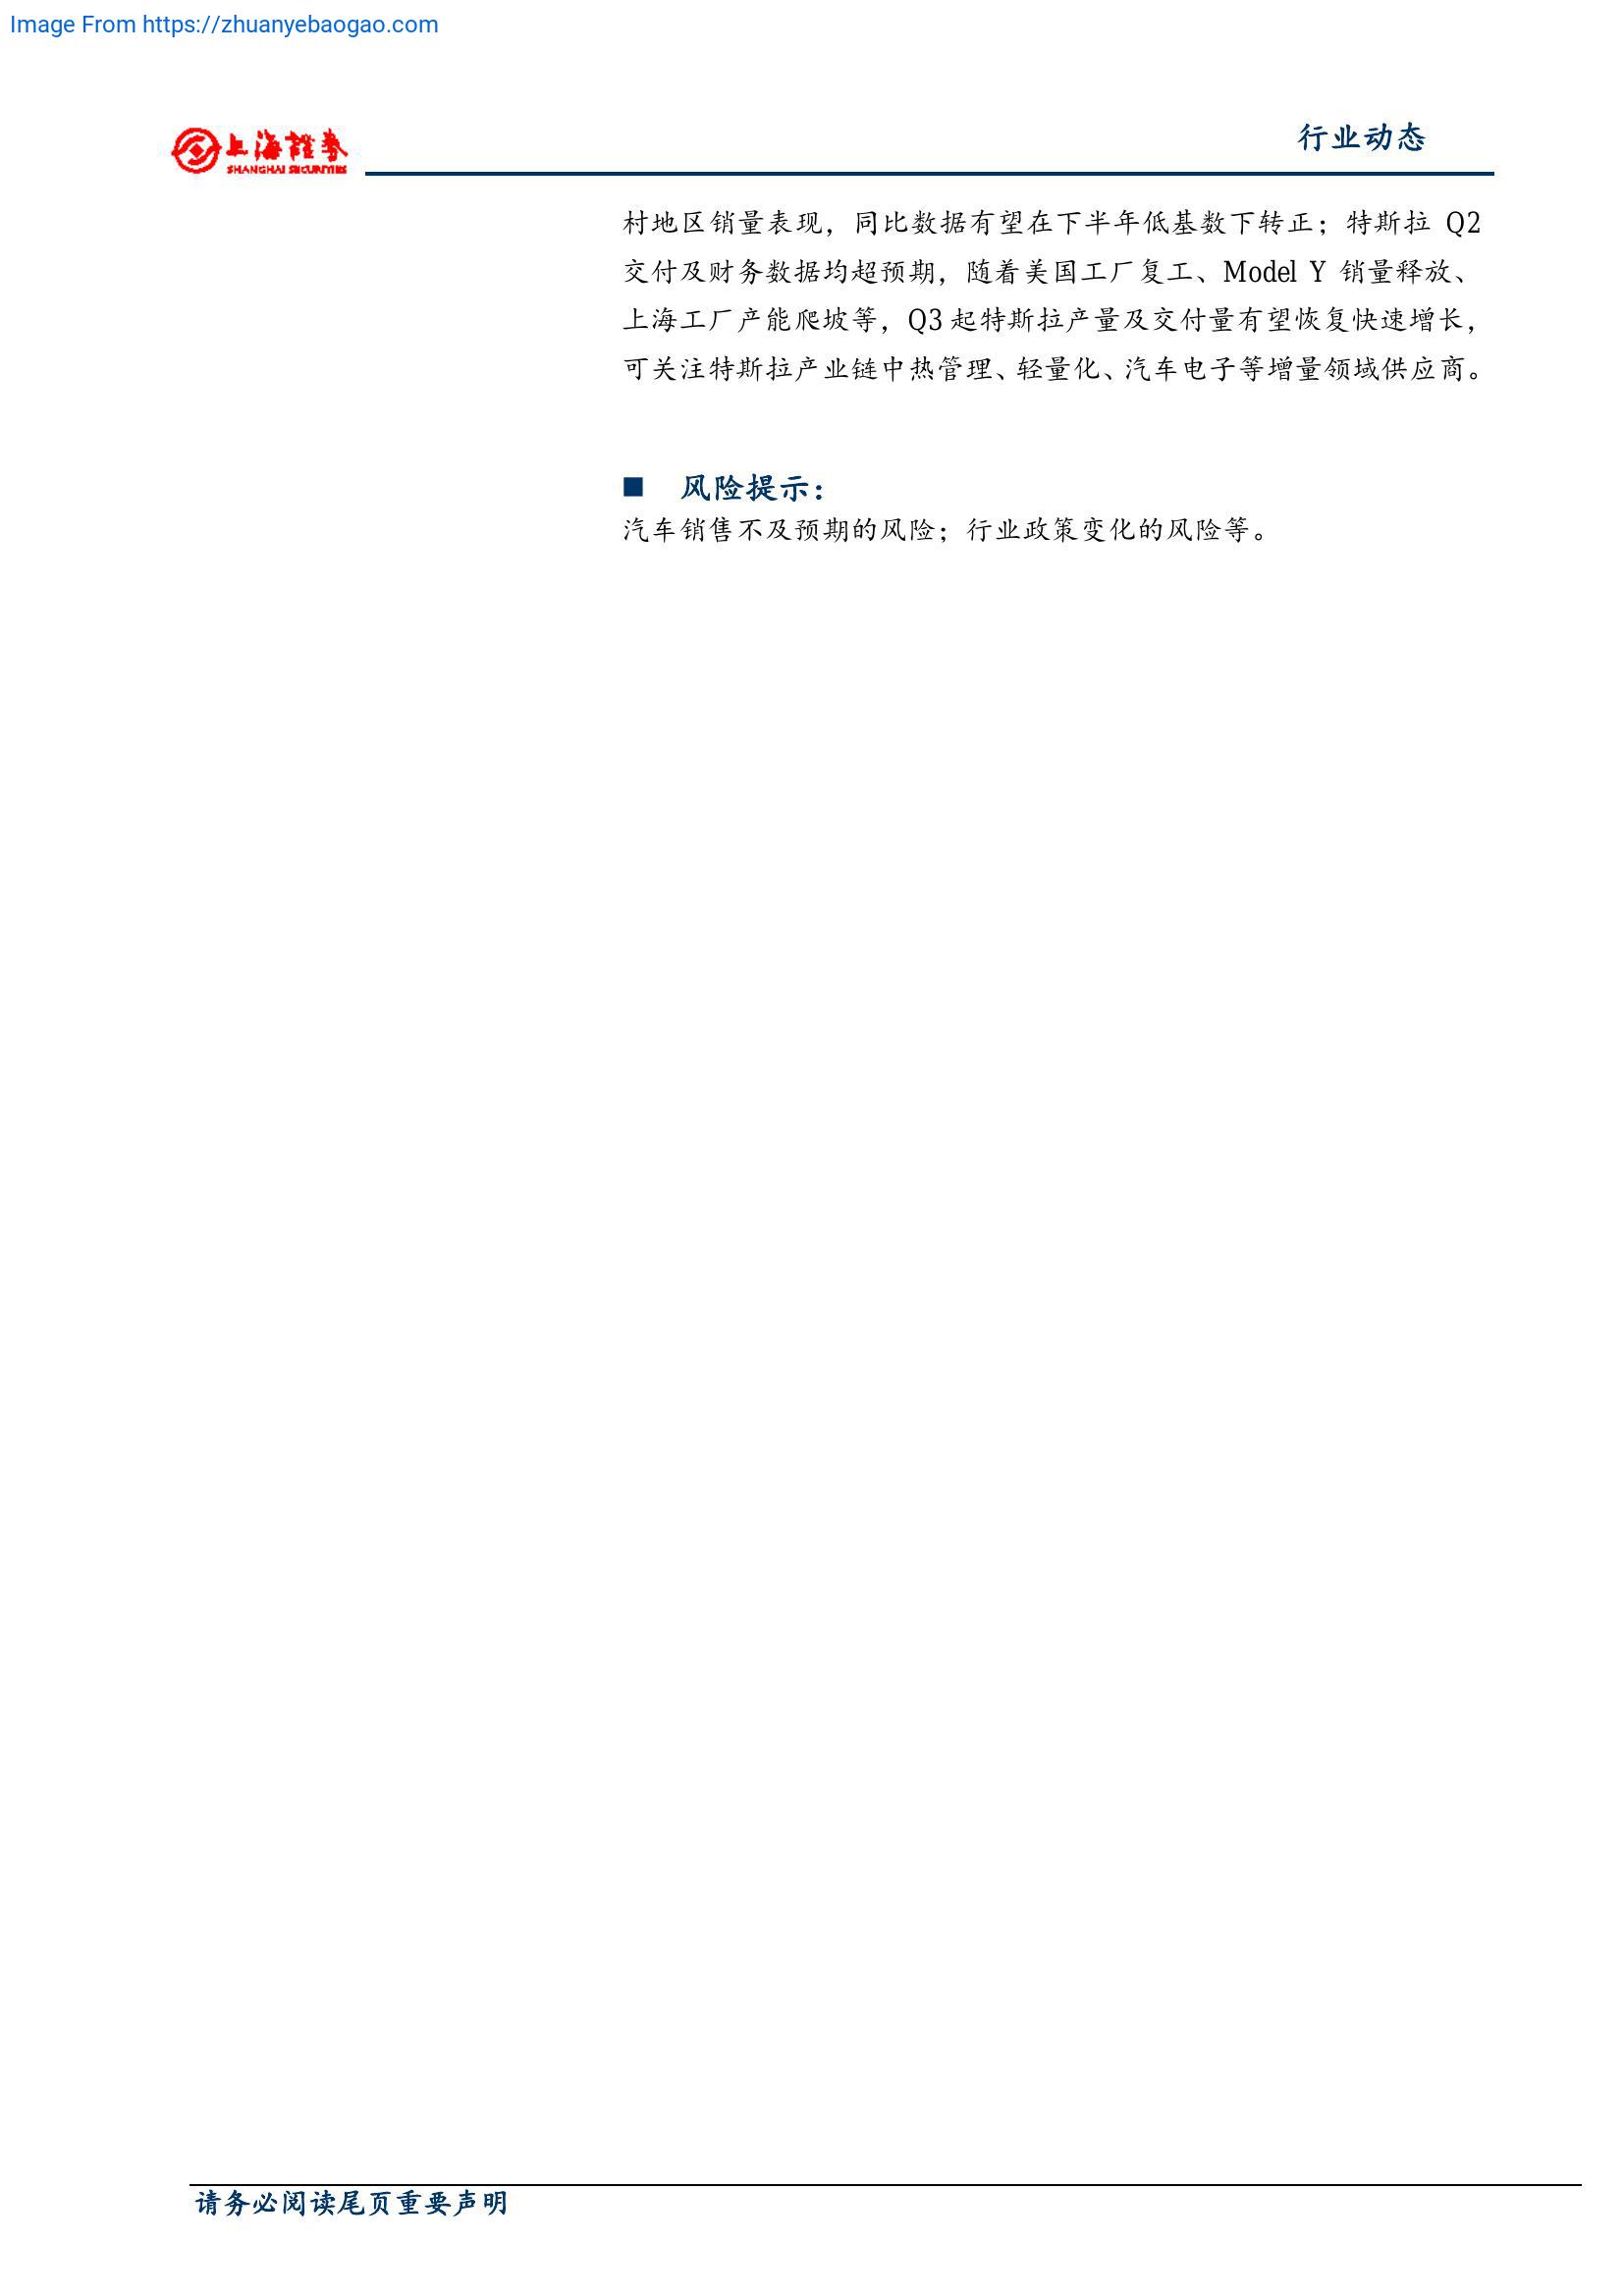 Image From https://zhuanyebaogao.com
上海證券
SHANGHAI SECURITIES
行业动态
村地区销量表现，同比数据有望在下半年低基数下转正；特斯拉 Q2
交付及财务数据均超预期，随着美国工厂复工、Model Y 销量释放、
上海工厂产能爬坡等，Q3 起特斯拉产量及交付量有望恢复快速增长，
可关注特斯拉产业链中热管理、轻量化、汽车电子等增量领域供应商。
■ 风险提示：
汽车销售不及预期的风险；行业政策变化的风险等。
请务必阅读尾页重要声明